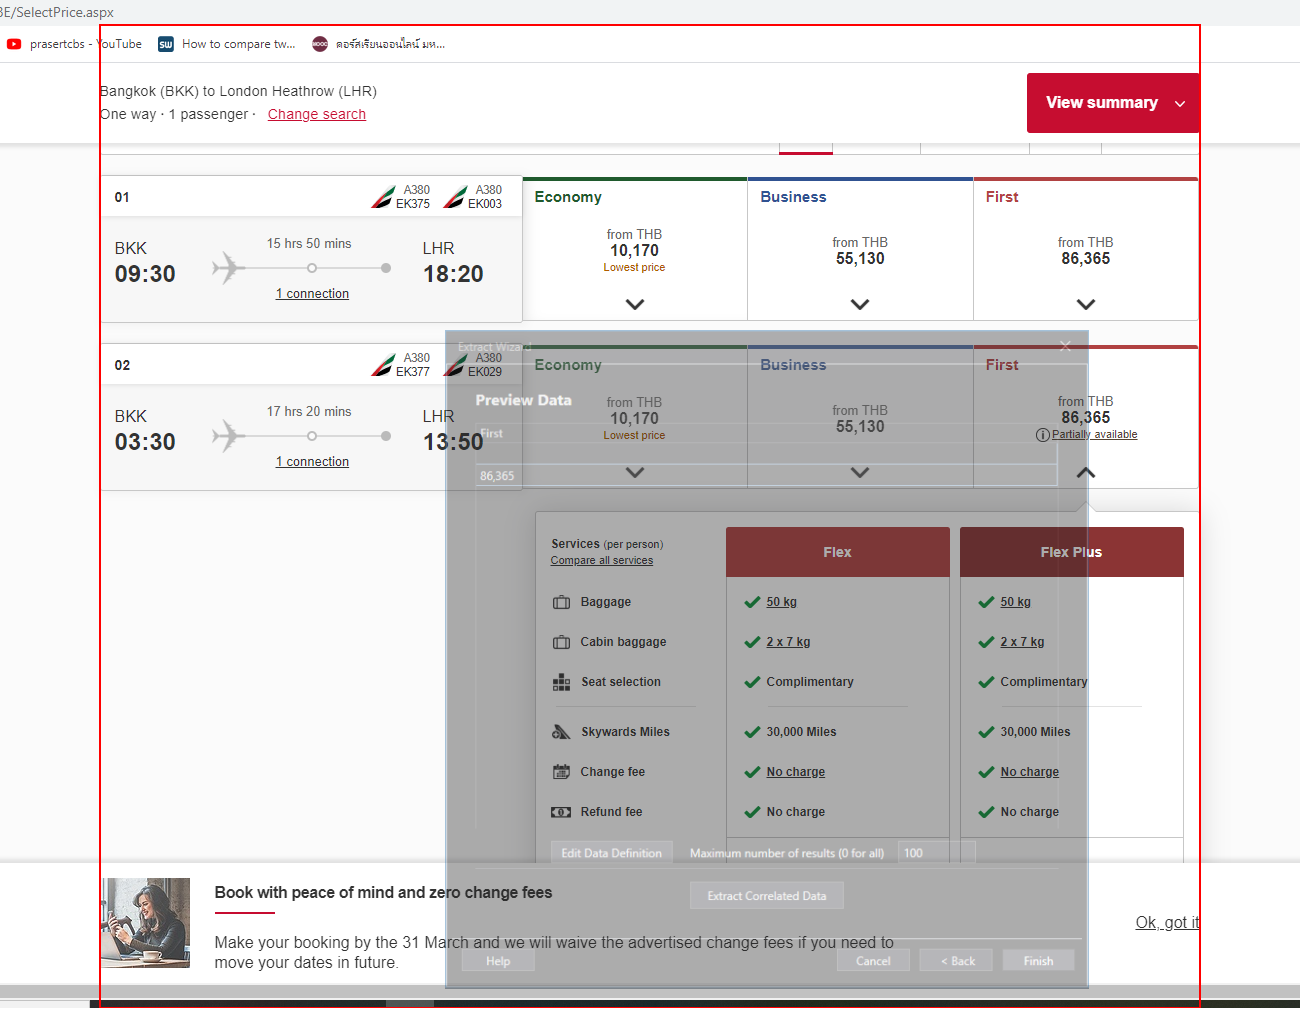 3E/SelectPrice.aspx
prasertcbs - YouTube
SW
How to compare tw...
MOOC
คอร์สเรียนออนไลน์ มห...
Bangkok (BKK) to London Heathrow (LHR)
One way · 1 passenger ·
Change search
View summary
01
A380
EK375
A380
EK003
BKK
09:30
15 hrs 50 mins
1 connection
LHR
18:20
Economy
from THB
10,170
Lowest price
Business
from THB
55,130
First
from THB
86,365
02
A380
EK377
A380
EK029
BKK
03:30
17 hrs 20 mins
1 connection
LHR
13:50
Economy
from THB
10,170
Lowest price
Business
from THB
55,130
First
from THB
86,365
Partially available
Extract Wizard
Preview Data
First
86,365
Services (per person)
Compare all services
Flex
Flex Plus
Baggage
50 kg
50 kg
Cabin baggage
2 x 7 kg
2 x 7 kg
Seat selection
Complimentary
Complimentary
Skywards Miles
30,000 Miles
30,000 Miles
Change fee
No charge
No charge
Refund fee
No charge
No charge
Edit Data Definition
Maximum number of results (0 for all)
100
Extract Correlated Data
Help
Cancel
< Back
Finish
Book with peace of mind and zero change fees
Make your booking by the 31 March and we will waive the advertised change fees if you need to
move your dates in future.
Ok, got it